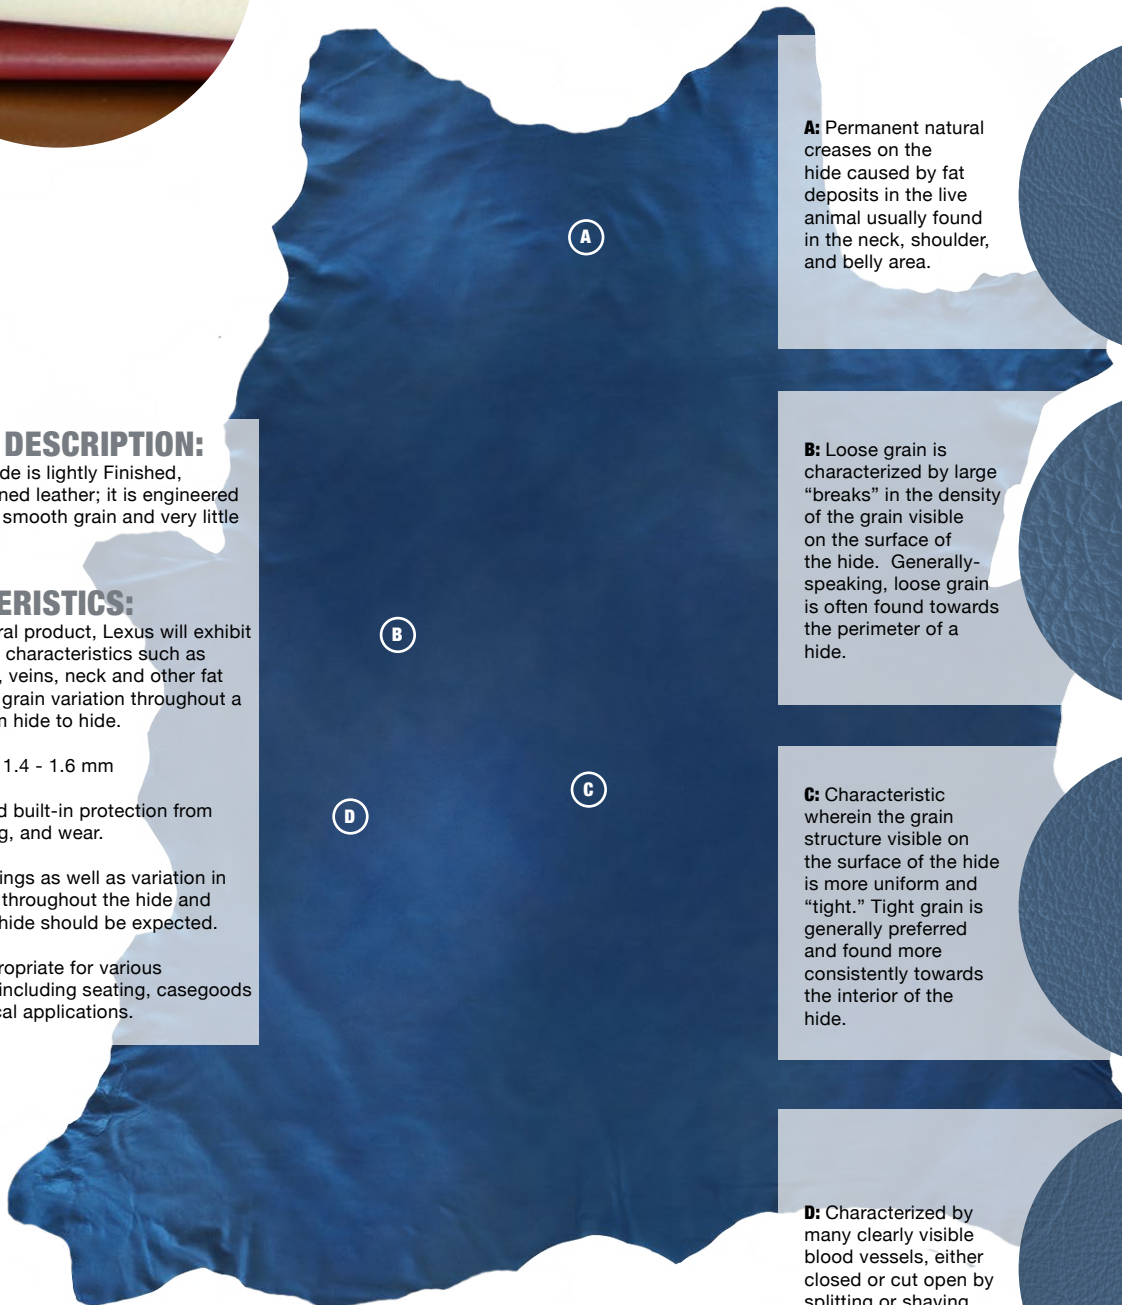 DESCRIPTION:
de is lightly Finished,
ned leather; it is engineered
smooth grain and very little
ERISTICS:
ral product, Lexus will exhibit
characteristics such as
, veins, neck and other fat
grain variation throughout a
m hide to hide.
1.4 - 1.6 mm
d built-in protection from
g, and wear.
ings as well as variation in
throughout the hide and
hide should be expected.
ropriate for various
including seating, casegoods
cal applications.
A
B
C
D
A: Permanent natural
creases on the
hide caused by fat
deposits in the live
animal usually found
in the neck, shoulder,
and belly area.
B: Loose grain is
characterized by large
“breaks” in the density
of the grain visible
on the surface of
the hide.  Generally-
speaking, loose grain
is often found towards
the perimeter of a
hide.
C: Characteristic
wherein the grain
structure visible on
the surface of the hide
is more uniform and
“tight.” Tight grain is
generally preferred
and found more
consistently towards
the interior of the
hide.
D: Characterized by
many clearly visible
blood vessels, either
closed or cut open by
splitting or shaving